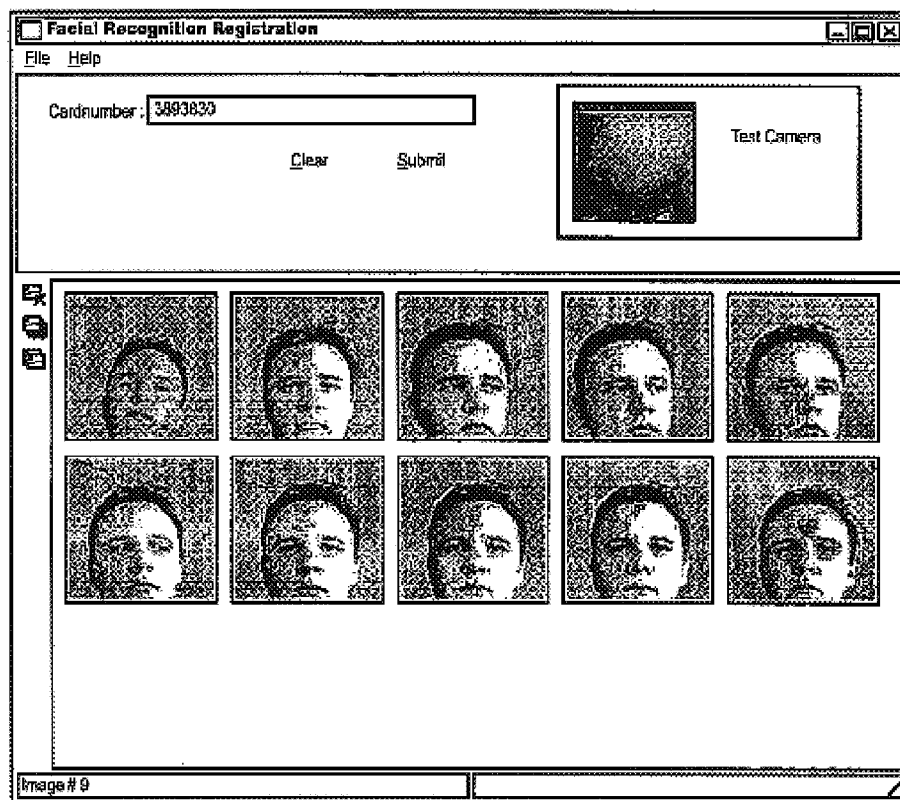 Facial Recognition Registration
File Help
Cardnumber : 3893830
Test Camera
Clear Submit
Image # 9